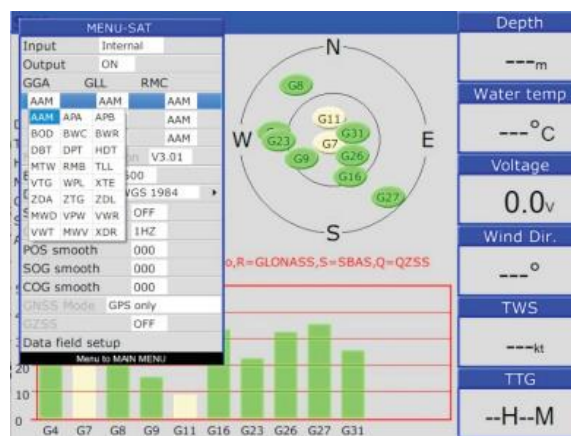 MENU-SAT
Input Internal
Output ON
GGA GLL RMC
AAM AAM AAM
AAM APA APB AAM
BOD BWC BWR AAM
DBT DPT HDT V3.01
MTW RMB TLL
VTG WPL XTE WGS 1984
ZDA ZTG ZDL OFF
MWD VPW VWR 1HZ
VWT MWV XDR
POS smooth 000
SOG smooth 000
COG smooth 000
GNSS Mode GPS only
GZSS OFF
Data field setup
Menu to MAIN MENU
N
W
E
S
G8
G11
G23
G7
G31
G9
G26
G16
G27
o,R=GLONASS,S=SBAS,Q=QZSS
20
10
0
G4 G7 G8 G9 G11 G16 G23 G26 G27 G31
Depth
---m
Water temp
---°C
Voltage
0.0v
Wind Dir.
---°
TWS
---kt
TTG
--H--M